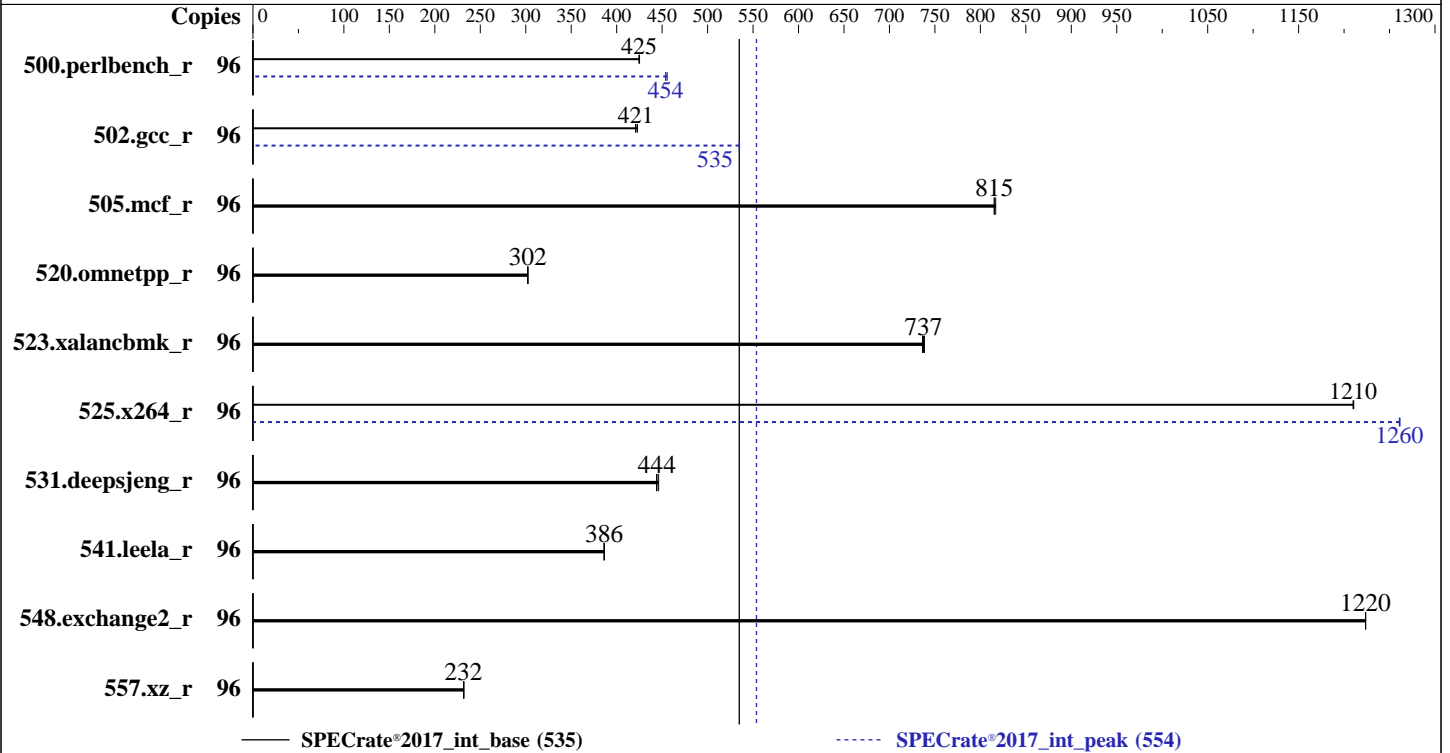 Copies 0 100 150 200 250 300 350 400 450 550 600 650 700 750 800 850 900 950 1050 1150 1300
425
500.perlbench_r 96
454
421
502.gcc_r 96
535
815
505.mcf_r 96
302
520.omnetpp_r 96
737
523.xalancbmk_r 96
1210
525.x264_r 96
1260
444
531.deepsjeng_r 96
386
541.leela_r 96
1220
548.exchange2_r 96
232
557.xz_r 96
SPECrate®2017_int_base (535) SPECrate®2017_int_peak (554)